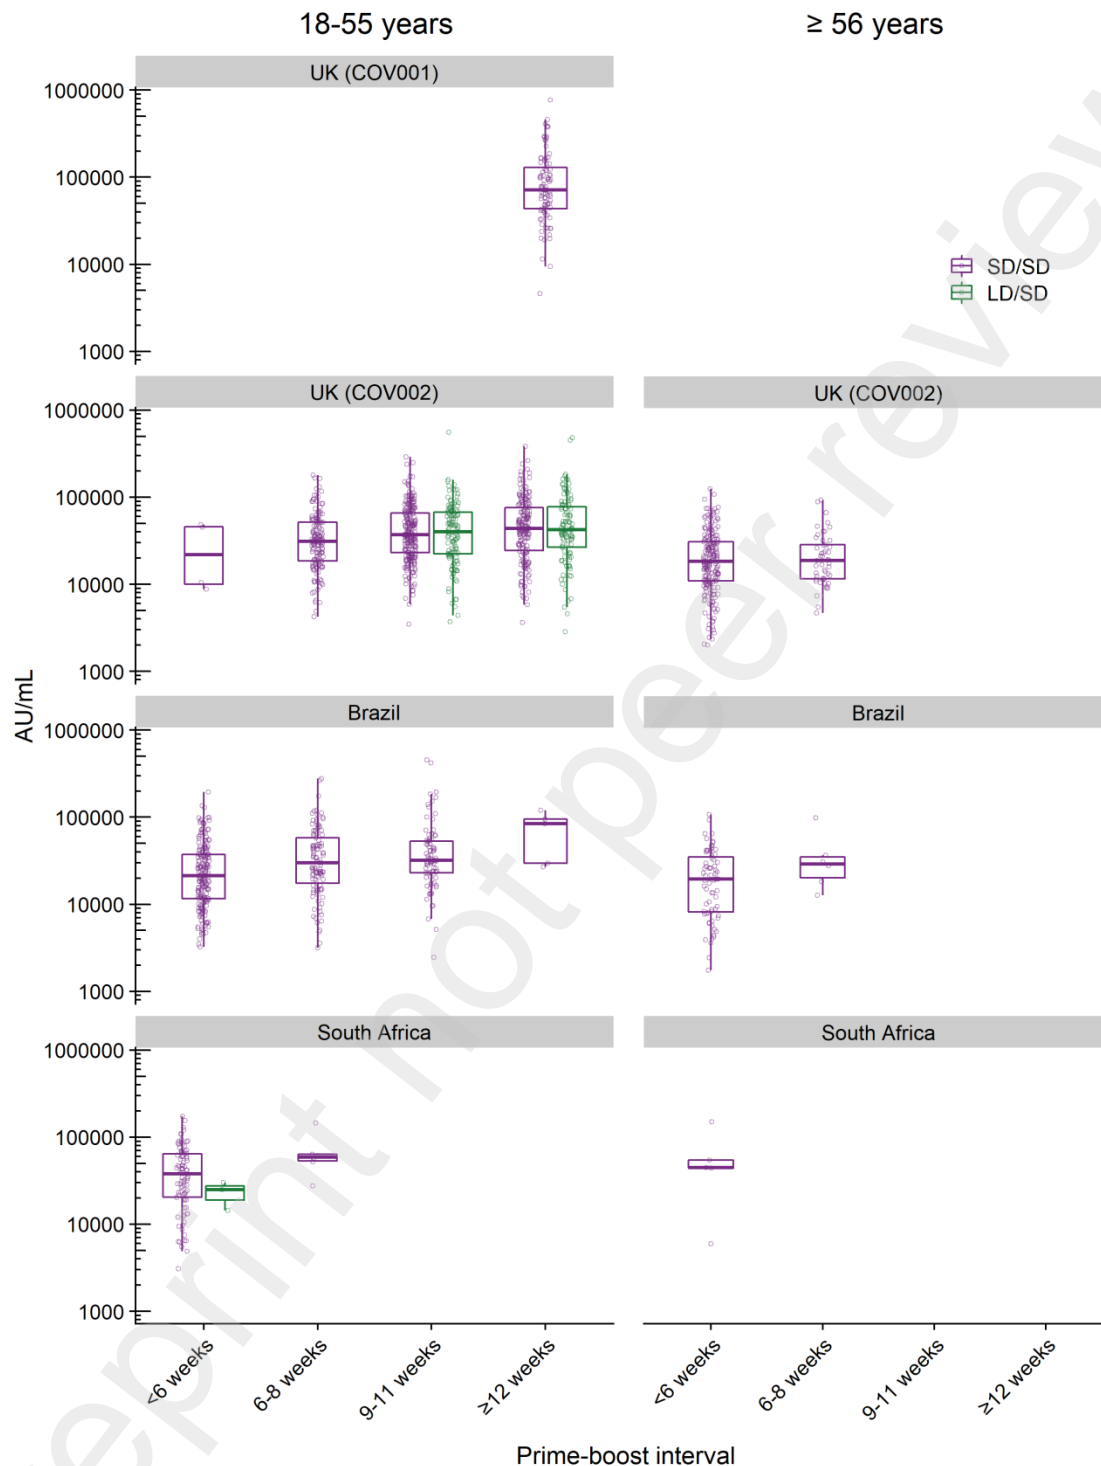 18-55 years
≥ 56 years
UK (COV001)
1000000
100000
10000
1000
SD/SD
LD/SD
UK (COV002)
UK (COV002)
1000000
100000
10000
1000
AU/mL
Brazil
Brazil
1000000
100000
10000
1000
South Africa
South Africa
1000000
100000
10000
1000
<6 weeks
6-8 weeks
9-11 weeks
≥12 weeks
<6 weeks
6-8 weeks
9-11 weeks
≥12 weeks
Prime-boost interval
eprint not peer review